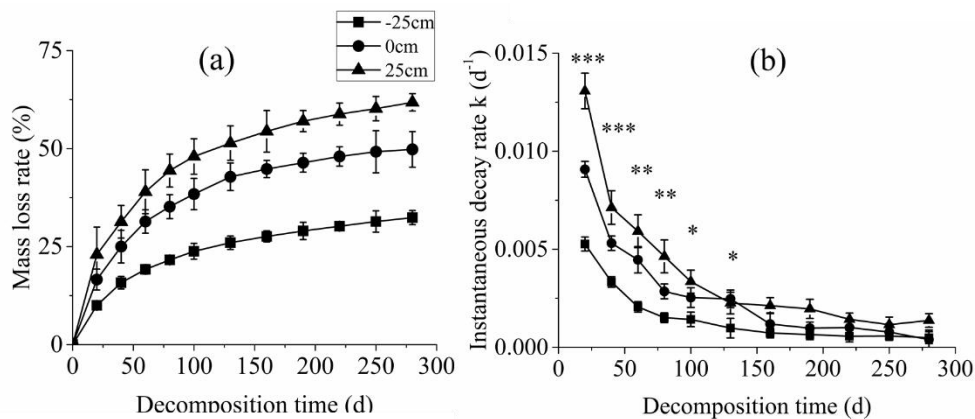 75
50
25
0
Mass loss rate (%)
(a)
-25cm
0cm
25cm
0 50 100 150 200 250 300
Decomposition time (d)
0.015
0.010
0.005
0.000
Instantaneous decay rate k (d⁻¹)
(b)
***
***
**
**
*
*
0 50 100 150 200 250 300
Decomposition time (d)